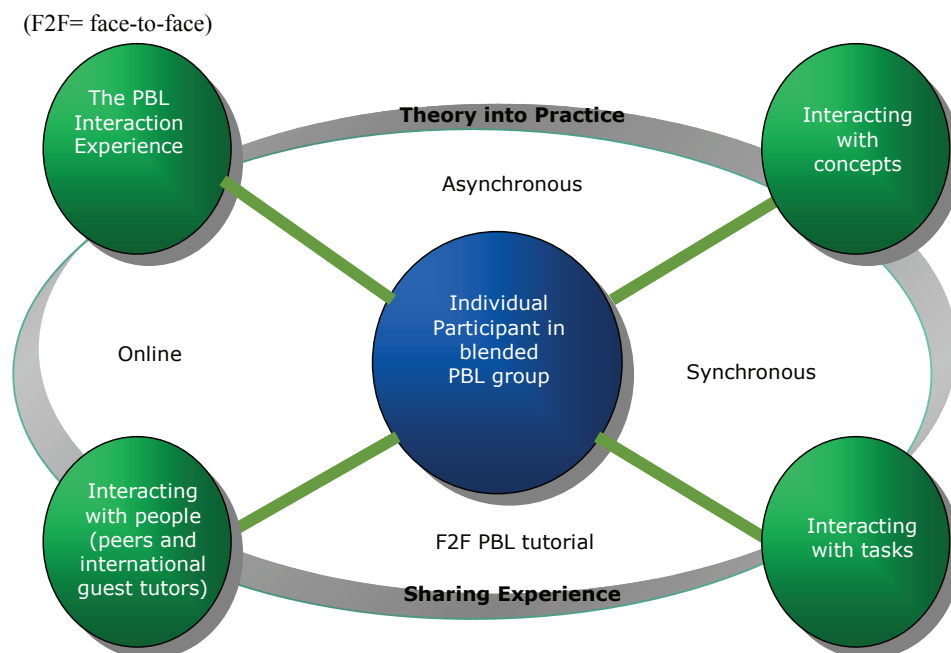 (F2F= face-to-face)
The PBL
Interaction
Experience
Theory into Practice
Interacting
with
concepts
Asynchronous
Individual
Participant in
blended
PBL group
Online
Synchronous
Interacting
with people
(peers and
international
guest tutors)
F2F PBL tutorial
Sharing Experience
Interacting
with tasks